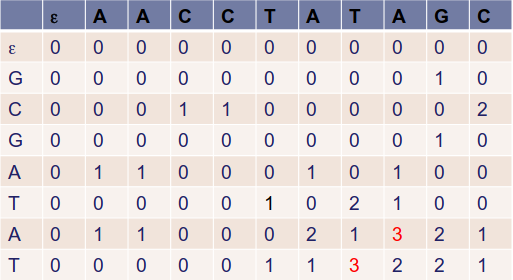 ε A A C C T A T A G C
ε 0 0 0 0 0 0 0 0 0 0 0
G 0 0 0 0 0 0 0 0 0 1 0
C 0 0 0 1 1 0 0 0 0 0 2
G 0 0 0 0 0 0 0 0 0 1 0
A 0 1 1 0 0 0 1 0 1 0 0
T 0 0 0 0 0 1 0 2 1 0 0
A 0 1 1 0 0 0 2 1 3 2 1
T 0 0 0 0 0 1 1 3 2 2 1